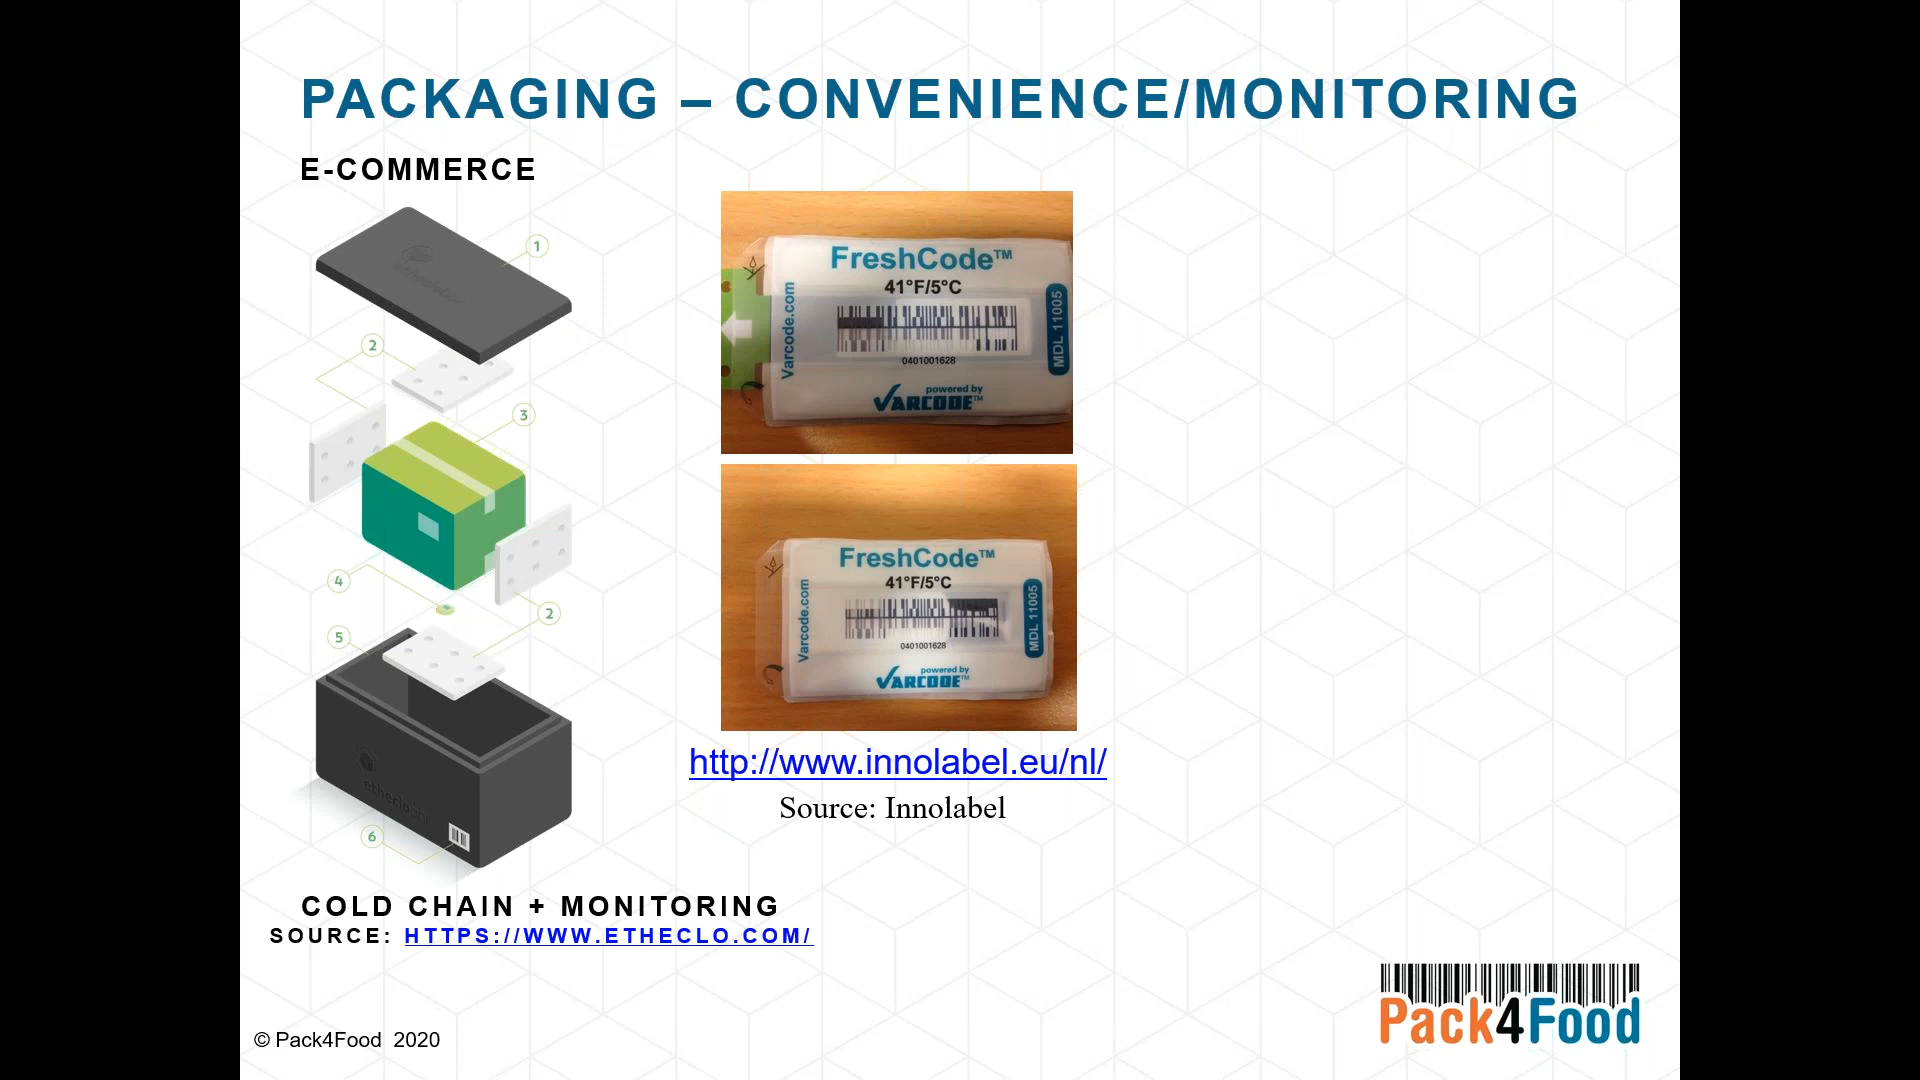 PACKAGING – CONVENIENCE/MONITORING
E-COMMERCE
1
2
3
4
2
5
6
FreshCode™
41°F/5°C
Varcode.com
MDL 11005
0401001628
powered by
VARCODE™
FreshCode™
41°F/5°C
Varcode.com
MDL 11005
0401001628
powered by
VARCODE™
http://www.innolabel.eu/nl/
Source: Innolabel
COLD CHAIN + MONITORING
SOURCE: HTTPS://WWW.ETHECLO.COM/
© Pack4Food 2020
Pack4Food